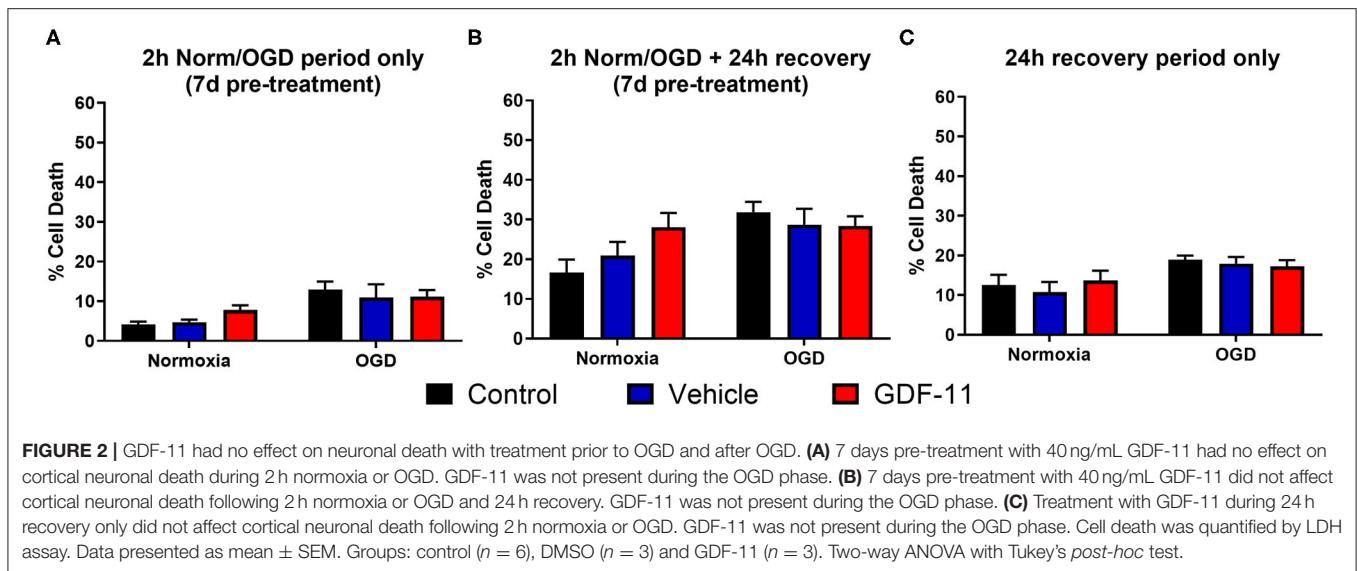 A
2h Norm/OGD period only
(7d pre-treatment)
% Cell Death
60
50
40
30
20
10
0
Normoxia
OGD
B
2h Norm/OGD + 24h recovery
(7d pre-treatment)
% Cell Death
60
50
40
30
20
10
0
Normoxia
OGD
C
24h recovery period only
% Cell Death
60
50
40
30
20
10
0
Normoxia
OGD
Control
Vehicle
GDF-11
FIGURE 2 | GDF-11 had no effect on neuronal death with treatment prior to OGD and after OGD. (A) 7 days pre-treatment with 40 ng/mL GDF-11 had no effect on
cortical neuronal death during 2 h normoxia or OGD. GDF-11 was not present during the OGD phase. (B) 7 days pre-treatment with 40 ng/mL GDF-11 did not affect
cortical neuronal death following 2 h normoxia or OGD and 24 h recovery. GDF-11 was not present during the OGD phase. (C) Treatment with GDF-11 during 24 h
recovery only did not affect cortical neuronal death following 2 h normoxia or OGD. GDF-11 was not present during the OGD phase. Cell death was quantified by LDH
assay. Data presented as mean ± SEM. Groups: control (n = 6), DMSO (n = 3) and GDF-11 (n = 3). Two-way ANOVA with Tukey's post-hoc test.